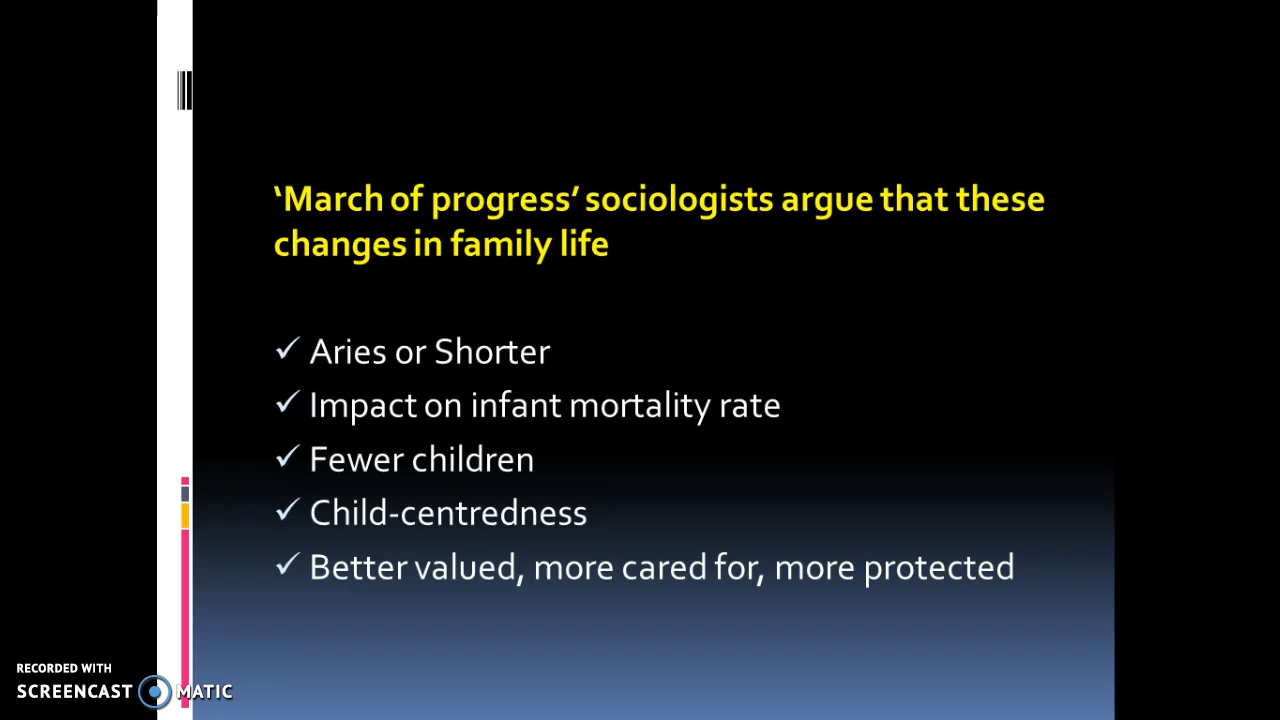 ‘March of progress’ sociologists argue that these
changes in family life
✓ Aries or Shorter
✓ Impact on infant mortality rate
✓ Fewer children
✓ Child-centredness
✓ Better valued, more cared for, more protected
RECORDED WITH
SCREENCAST MATIC